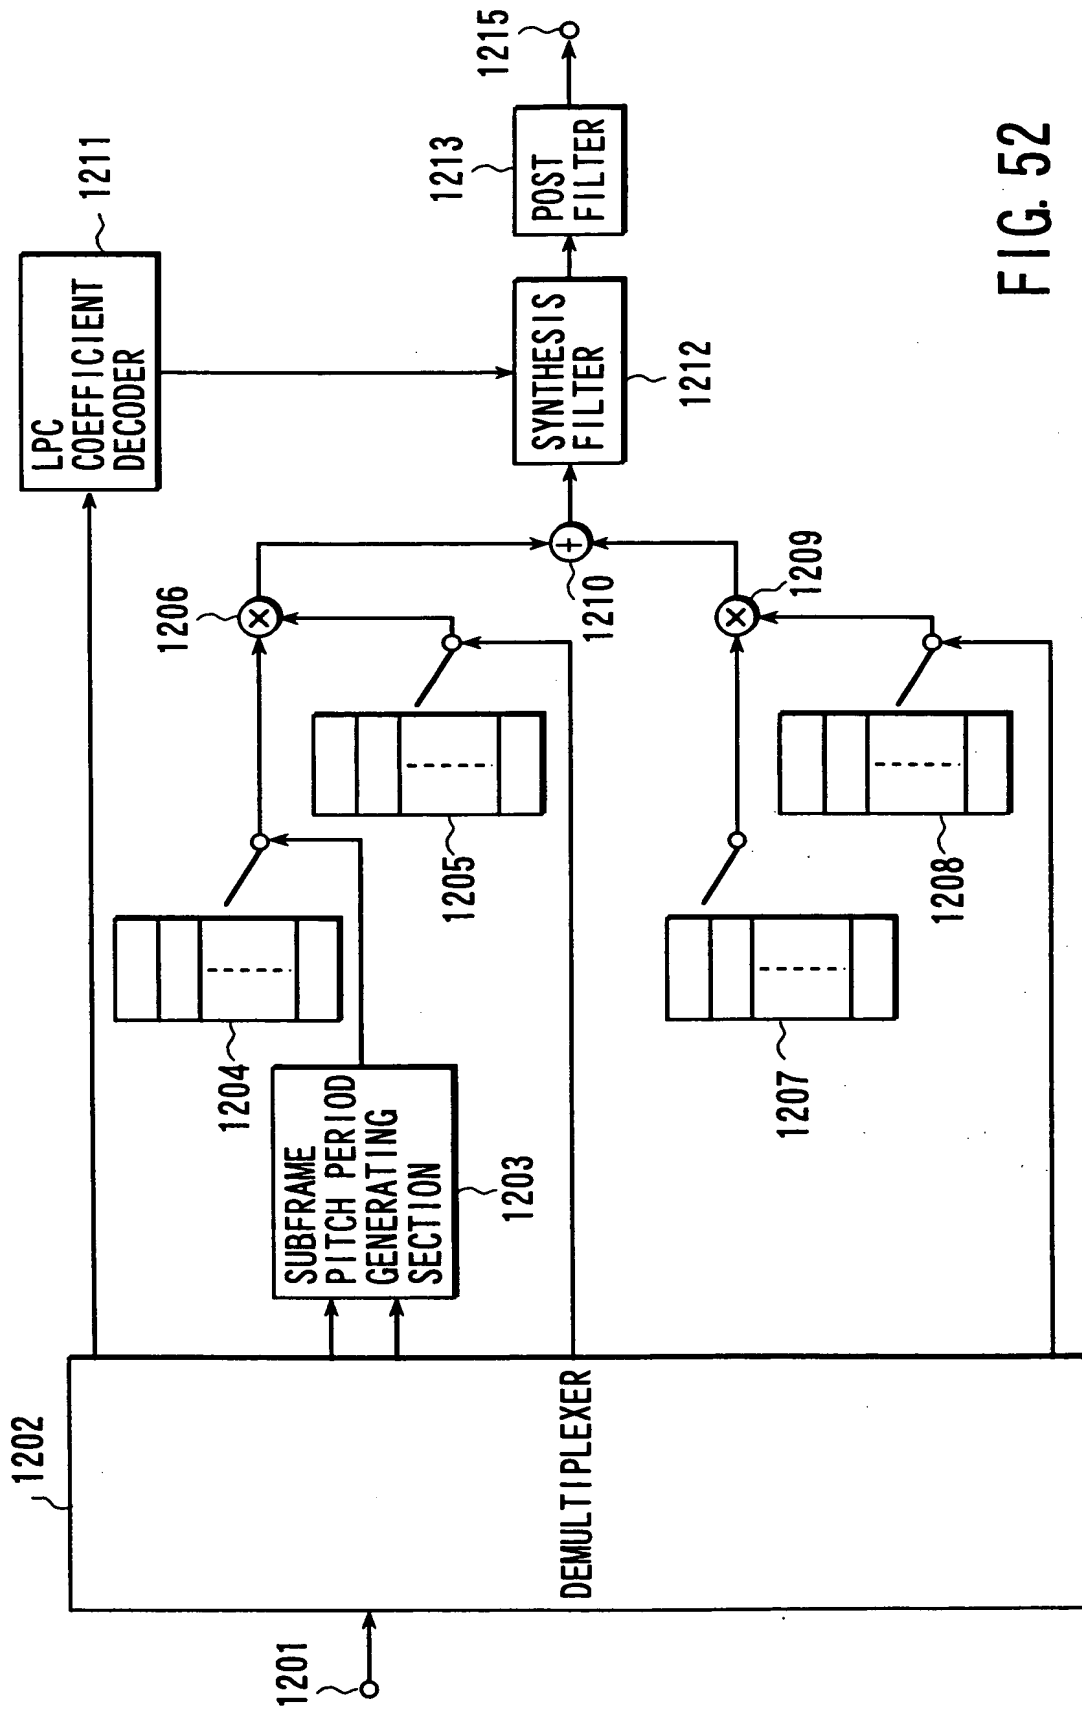 1201
1202
DEMULTIPLEXER
SUBFRAME
PITCH PERIOD
GENERATING
SECTION
1203
1204
1205
1206
1207
1208
1209
1210
LPC
COEFFICIENT
DECODER
1211
SYNTHESIS
FILTER
1212
POST
FILTER
1213
1215
FIG. 52